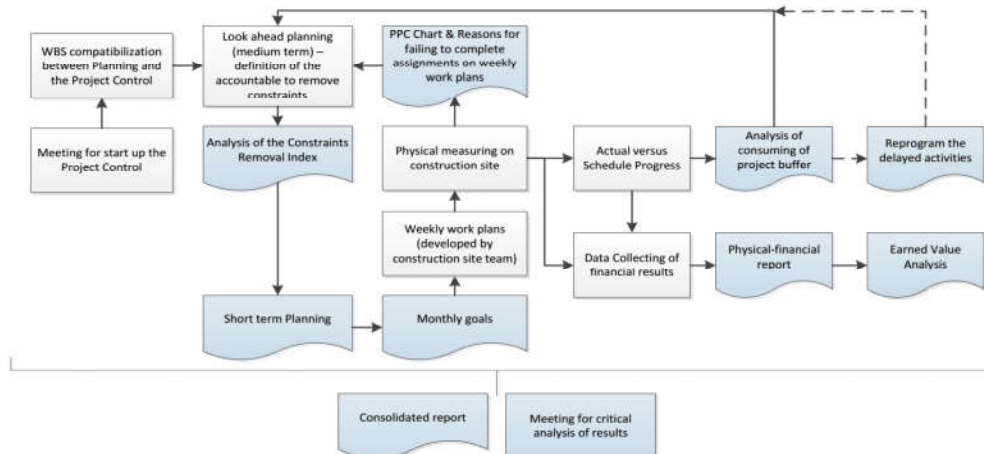 WBS compatibilization
between Planning and
the Project Control
Look ahead planning
(medium term) –
definition of the
accountable to remove
constraints
PPC Chart & Reasons for
failing to complete
assignments on weekly
work plans
Meeting for start up the
Project Control
Analysis of the Constraints
Removal Index
Physical measuring on
construction site
Actual versus
Schedule Progress
Analysis of
consuming of
project buffer
Reprogram the
delayed activities
Weekly work plans
(developed by
construction site team)
Data Collecting of
financial results
Physical-financial
report
Earned Value
Analysis
Short term Planning
Monthly goals
Consolidated report
Meeting for critical
analysis of results